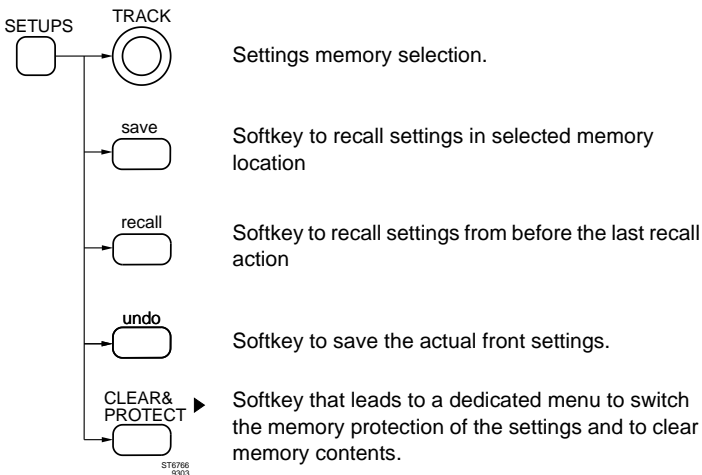 SETUPS
TRACK
Settings memory selection.
save
Softkey to recall settings in selected memory
location
recall
Softkey to recall settings from before the last recall
action
undo
Softkey to save the actual front settings.
CLEAR&
PROTECT
Softkey that leads to a dedicated menu to switch
the memory protection of the settings and to clear
memory contents.
ST6766
9303